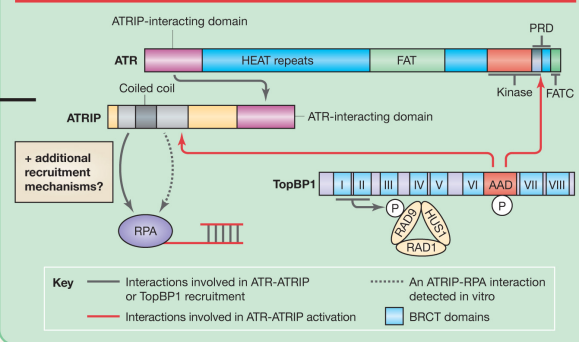 ATRIP-interacting domain
PRD
ATR
HEAT repeats
FAT
Kinase
FATC
Coiled coil
ATRIP
ATR-interacting domain
+ additional
recruitment
mechanisms?
TopBP1
I II III IV V VI AAD VII VIII
P
P
RPA
RAD9
HUS1
RAD1
Key
Interactions involved in ATR-ATRIP
or TopBP1 recruitment
An ATRIP-RPA interaction
detected in vitro
Interactions involved in ATR-ATRIP activation
BRCT domains